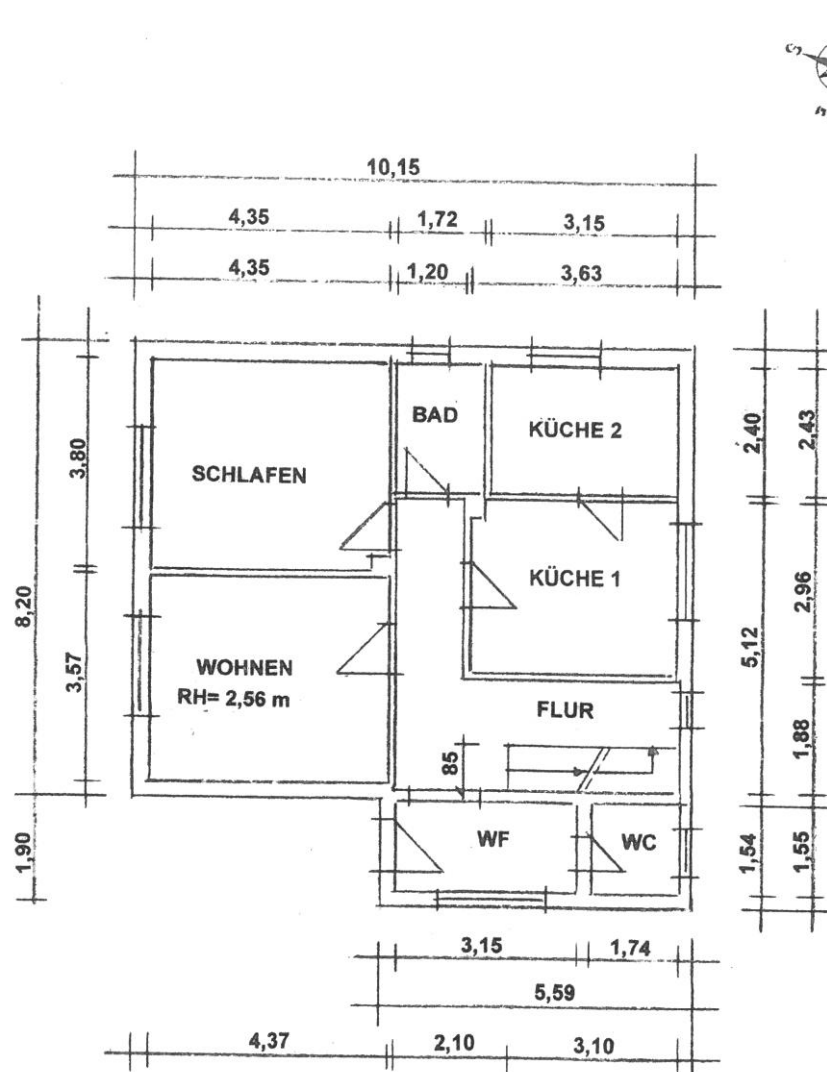 10,15
4,35 1,72 3,15
4,35 1,20 3,63
BAD
KÜCHE 2
SCHLAFEN
3,80
2,40
2,43
KÜCHE 1
8,20
2,96
5,12
WOHNEN
RH= 2,56 m
3,57
FLUR
1,88
85
WF
WC
1,90
1,54
1,55
3,15 1,74
5,59
4,37 2,10 3,10